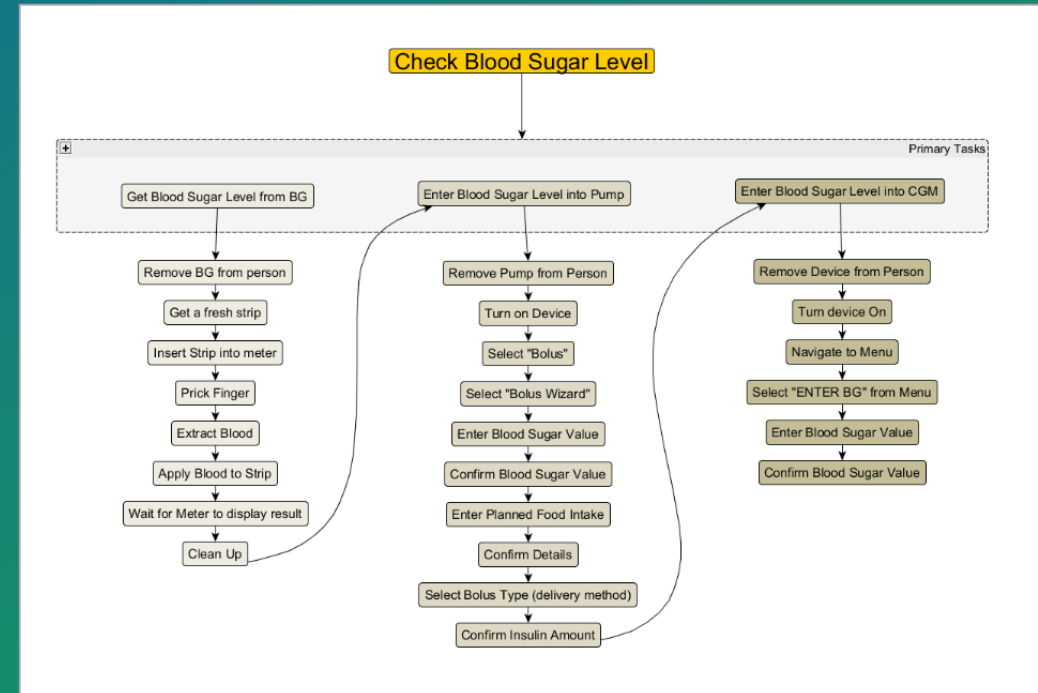 Check Blood Sugar Level
Primary Tasks
Get Blood Sugar Level from BG
Remove BG from person
Get a fresh strip
Insert Strip into meter
Prick Finger
Extract Blood
Apply Blood to Strip
Wait for Meter to display result
Clean Up
Enter Blood Sugar Level into Pump
Remove Pump from Person
Turn on Device
Select "Bolus"
Select "Bolus Wizard"
Enter Blood Sugar Value
Confirm Blood Sugar Value
Enter Planned Food Intake
Confirm Details
Select Bolus Type (delivery method)
Confirm Insulin Amount
Enter Blood Sugar Level into CGM
Remove Device from Person
Turn device On
Navigate to Menu
Select "ENTER BG" from Menu
Enter Blood Sugar Value
Confirm Blood Sugar Value